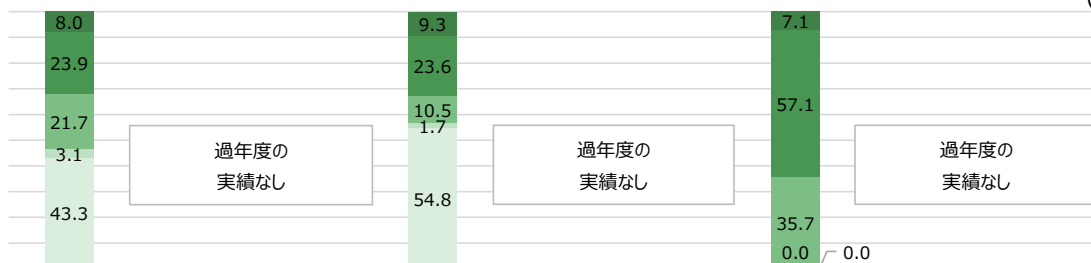 8.0
23.9
21.7
3.1
43.3
過年度の
実績なし
9.3
23.6
10.5
1.7
54.8
過年度の
実績なし
7.1
57.1
35.7
0.0
0.0
過年度の
実績なし